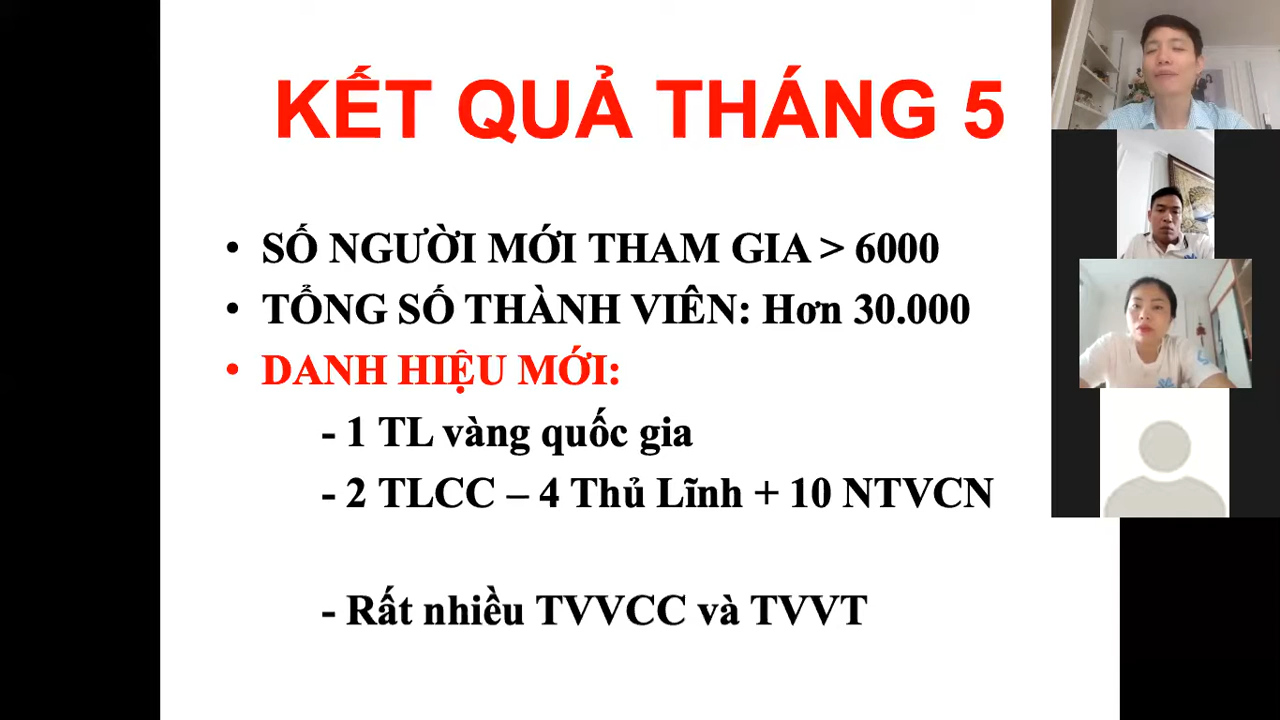 KẾT QUẢ THÁNG 5
• SỐ NGƯỜI MỚI THAM GIA > 6000
• TỔNG SỐ THÀNH VIÊN: Hơn 30.000
• DANH HIỆU MỚI:
- 1 TL vàng quốc gia
- 2 TLCC – 4 Thủ Lĩnh + 10 NTVCN
- Rất nhiều TVVCC và TVVT